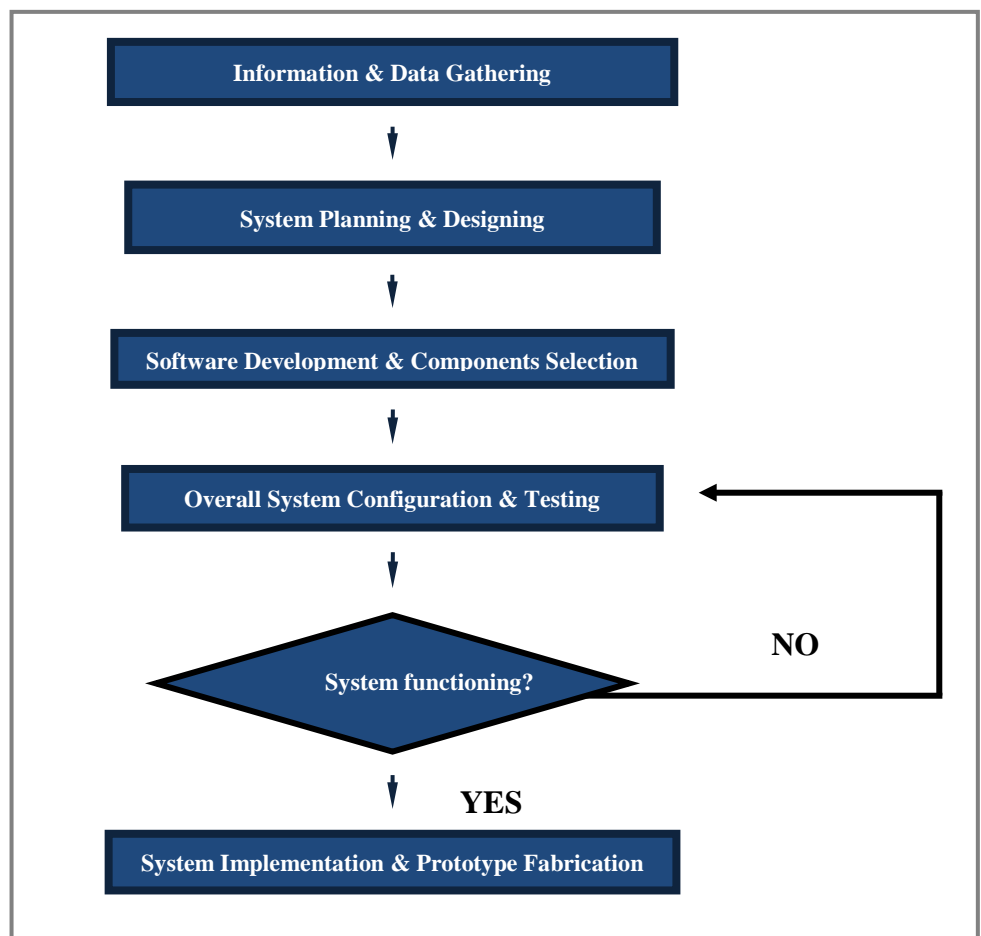 Information & Data Gathering
System Planning & Designing
Software Development & Components Selection
Overall System Configuration & Testing
NO
System functioning?
YES
System Implementation & Prototype Fabrication